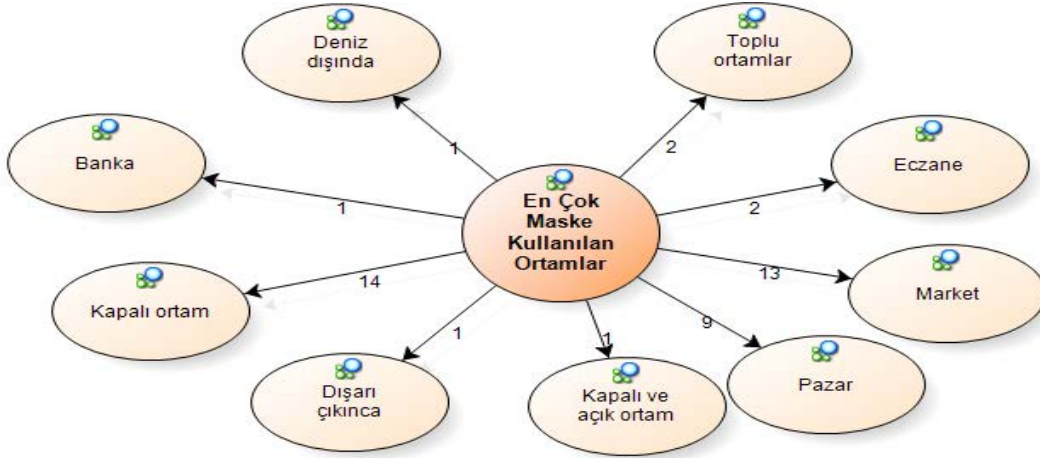 Deniz
dışında
Toplu
ortamlar
1
2
Banka
1
Eczane
2
En Çok
Maske
Kullanılan
Ortamlar
Kapalı ortam
14
13
Market
1
1
9
Dışarı
çıkınca
Kapalı ve
açık ortam
Pazar